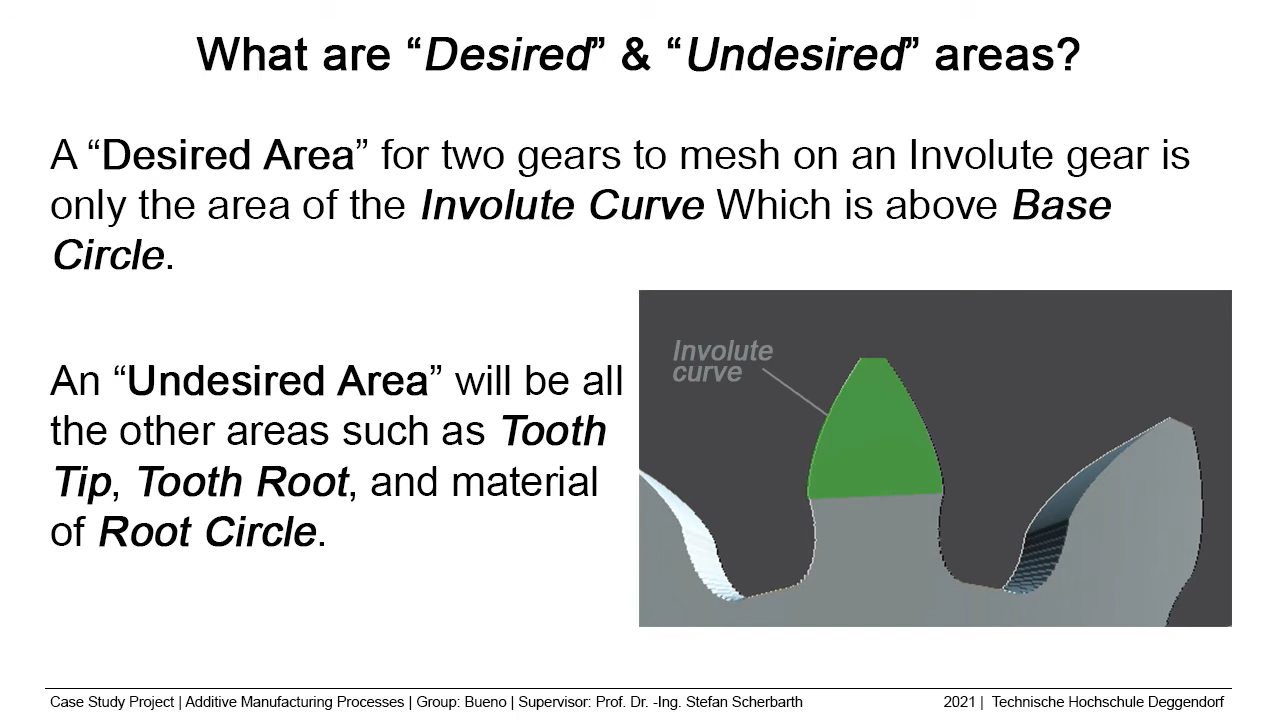 What are “Desired” & “Undesired” areas?
A “Desired Area” for two gears to mesh on an Involute gear is
only the area of the Involute Curve Which is above Base
Circle.
An “Undesired Area” will be all
the other areas such as Tooth
Tip, Tooth Root, and material
of Root Circle.
Involute
curve
Case Study Project | Additive Manufacturing Processes | Group: Bueno | Supervisor: Prof. Dr. -Ing. Stefan Scherbarth
2021 | Technische Hochschule Deggendorf